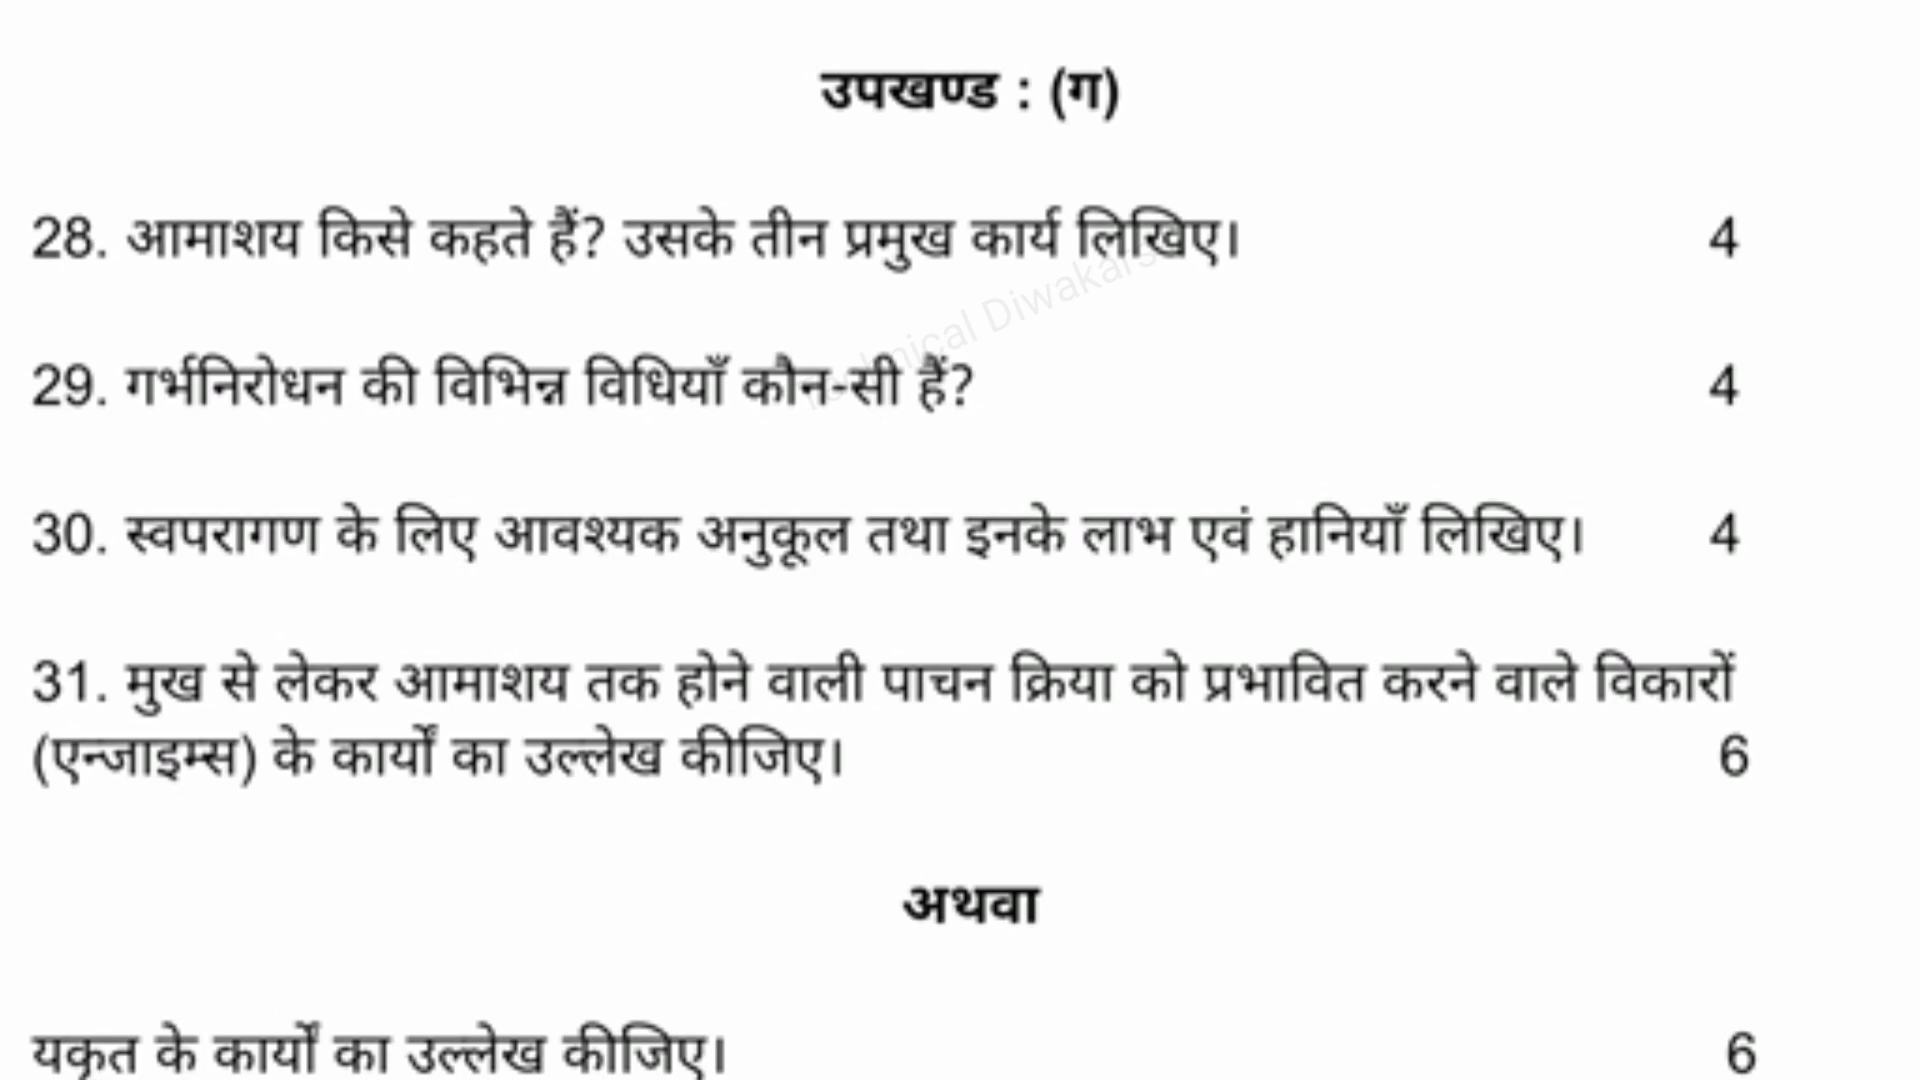 उपखण्ड : (ग)
28. आमाशय किसे कहते हैं? उसके तीन प्रमुख कार्य लिखिए। 4
29. गर्भनिरोधन की विभिन्न विधियाँ कौन-सी हैं? 4
30. स्वपरागण के लिए आवश्यक अनुकूल तथा इनके लाभ एवं हानियाँ लिखिए। 4
31. मुख से लेकर आमाशय तक होने वाली पाचन क्रिया को प्रभावित करने वाले विकारों
(एन्जाइम्स) के कार्यों का उल्लेख कीजिए। 6
अथवा
यकृत के कार्यों का उल्लेख कीजिए। 6